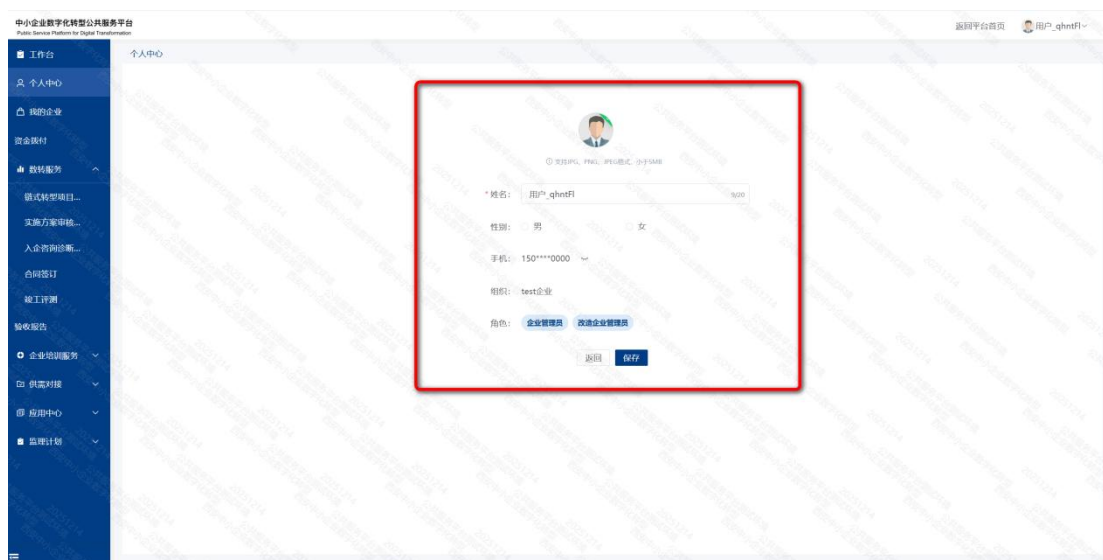 中小企业数字化转型公共服务平台
Public Service Platform for Digital Transformation
返回平台首页
用户_qhntFl
工作台
个人中心
我的企业
资金拨付
数转服务
链式转型项目...
实施方案审核...
入企咨询诊断...
合同签订
竣工评测
验收报告
企业培训服务
供需对接
应用中心
监理计划
个人中心
支持JPG、PNG、JPEG格式,小于5MB
*姓名: 用户_qhntFl 9/20
性别: 男 女
手机: 150****0000
组织: test企业
角色: 企业管理员 改造企业管理员
返回 保存